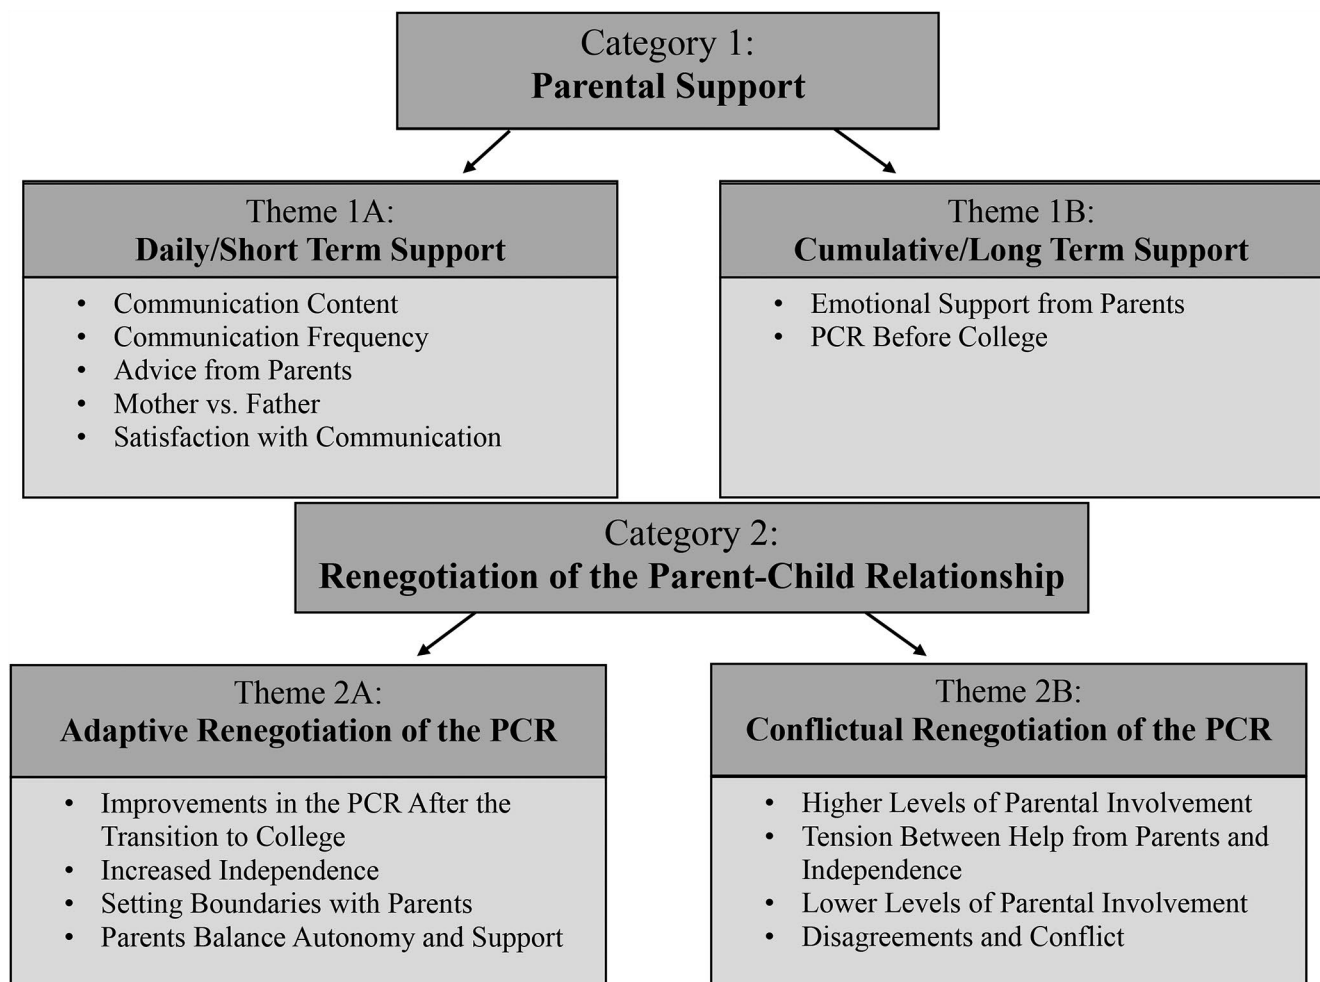 Category 1:
Parental Support
Theme 1A:
Daily/Short Term Support
• Communication Content
• Communication Frequency
• Advice from Parents
• Mother vs. Father
• Satisfaction with Communication
Theme 1B:
Cumulative/Long Term Support
• Emotional Support from Parents
• PCR Before College
Category 2:
Renegotiation of the Parent-Child Relationship
Theme 2A:
Adaptive Renegotiation of the PCR
• Improvements in the PCR After the
Transition to College
• Increased Independence
• Setting Boundaries with Parents
• Parents Balance Autonomy and Support
Theme 2B:
Conflictual Renegotiation of the PCR
• Higher Levels of Parental Involvement
• Tension Between Help from Parents and
Independence
• Lower Levels of Parental Involvement
• Disagreements and Conflict